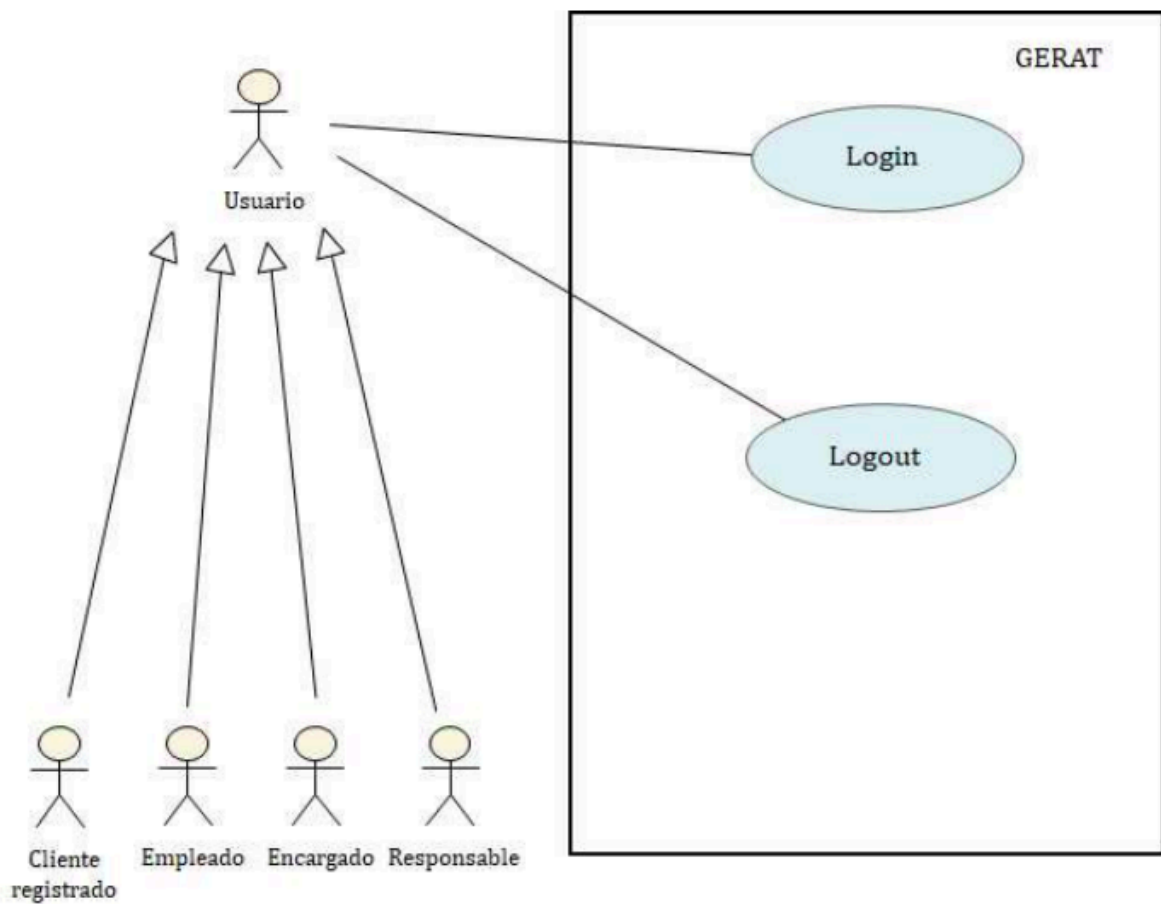 GERAT
Login
Usuario
Logout
Cliente
registrado
Empleado
Encargado
Responsable